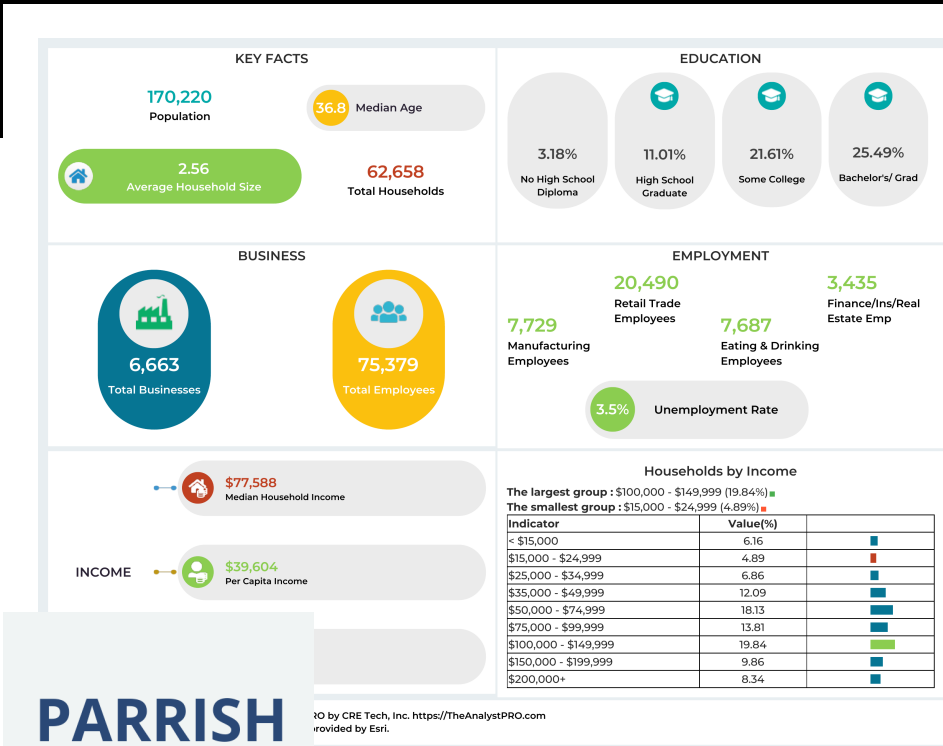 KEY FACTS
170,220
Population
36.8 Median Age
2.56
Average Household Size
62,658
Total Households
EDUCATION
3.18%
No High School
Diploma
11.01%
High School
Graduate
21.61%
Some College
25.49%
Bachelor's/ Grad
BUSINESS
6,663
Total Businesses
75,379
Total Employees
EMPLOYMENT
7,729
Manufacturing
Employees
20,490
Retail Trade
Employees
7,687
Eating & Drinking
Employees
3,435
Finance/Ins/Real
Estate Emp
3.5% Unemployment Rate
INCOME
$77,588
Median Household Income
$39,604
Per Capita Income
Households by Income
The largest group : $100,000 - $149,999 (19.84%)
The smallest group : $15,000 - $24,999 (4.89%)
Indicator Value(%)
< $15,000 6.16
$15,000 - $24,999 4.89
$25,000 - $34,999 6.86
$35,000 - $49,999 12.09
$50,000 - $74,999 18.13
$75,000 - $99,999 13.81
$100,000 - $149,999 19.84
$150,000 - $199,999 9.86
$200,000+ 8.34
PARRISH
by CRE Tech, Inc. https://TheAnalystPRO.com
by Esri.